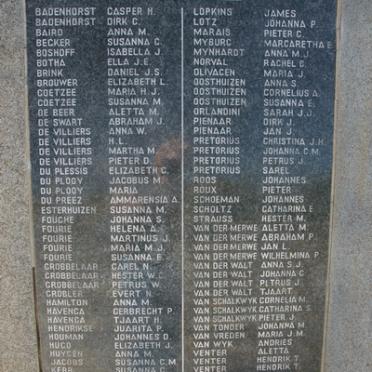 BADENHORST CASPER H.
BADENHORST DIRK C.
BAIRD ANNA M.
BECKER SUSANNA C.
BOSHOFF ISABELLA J.
BOTHA ELLA J.E.
BRINK DANIEL J.S.
BROUWER ELIZABETH L.
COETZEE MARIA H.J.
COETZEE SUSANNA M.
DE BEER ALETTA M.
DE SWART ABRAHAM J.
DE VILLIERS ANNA W.
DE VILLIERS H.L.
DE VILLIERS MARTHA M.
DE VILLIERS PIETER D.
DU PLESSIS ELIZABETH C.
DU PLOOY JACOBUS M.
DU PLOOY MARIA
DU PREEZ AMMARENSIA A.
ESTERHUIZEN SUSANNA M.
FOUCHE JOHANNA S.
FOURIE HELENA A.
FOURIE MARTINUS J.
FOURIE MARIA M.J.
FOURIE SUSANNA E.
GROBBELAAR CAREL N.
GROBBELAAR HESTER W.C.
GROBBELAAR PETRUS W.
GROBLER EVERT N.
HAMILTON ANNA M.
HAVENGA GERBRECHT P.
HAVENGA TJAART H.
HENDRIKSE JUARITA P.
HOUMAN JOHANNES D.
HUGO ELIZABETH J.
HUYGEN ANNA M.
JACOBS SUSANNA C.M.
KERR SUSANNA C.
LOPKINS JAMES
LOTZ JOHANNA P.
MARAIS PIETER C.
MYBURG MARGARETHA E.
MYNHARDT ANNA M.J.
NORVAL RACHEL C.
OLIVAGEN MARIA J.
OOSTHUIZEN ANNA S.
OOSTHUIZEN CORNELIUS A.
OOSTHUIZEN SUSANNA E.
ORLANDINI SARAH J.J.
PIENAAR DIRK J.
PIENAAR JAN J.
PRETORIUS CHRISTINA J.H.
PRETORIUS JOHANNA C.M.
PRETORIUS PETRUS J.
PRETORIUS SAREL
ROOS JOHANNES
ROUX PIETER
SCHOEMAN JOHANNES
SCHOLTZ CATHARINA E.
STRAUSS HESTER M.
VAN DER MERWE ALETTA M.
VAN DER MERWE ABRAHAM P.
VAN DER MERWE JAN L.
VAN DER MERWE WILHELMINA P.
VAN DER WALT ANNA S.J.
VAN DER WALT JOHANNA C.
VAN DER WALT PETRUS J.
VAN DER WALT TJAART
VAN SCHALKWYK CORNELIA M.
VAN SCHALKWYK CATHARINA S.
VAN SCHALKWYK PIETER J.
VAN TONDER JOHANNA M.
VAN VREDEN MARIA J.M.
VAN WYK ANDRIES
VENTER ALETTA
VENTER HENDRIK T.
VENTER HENDRIK T.